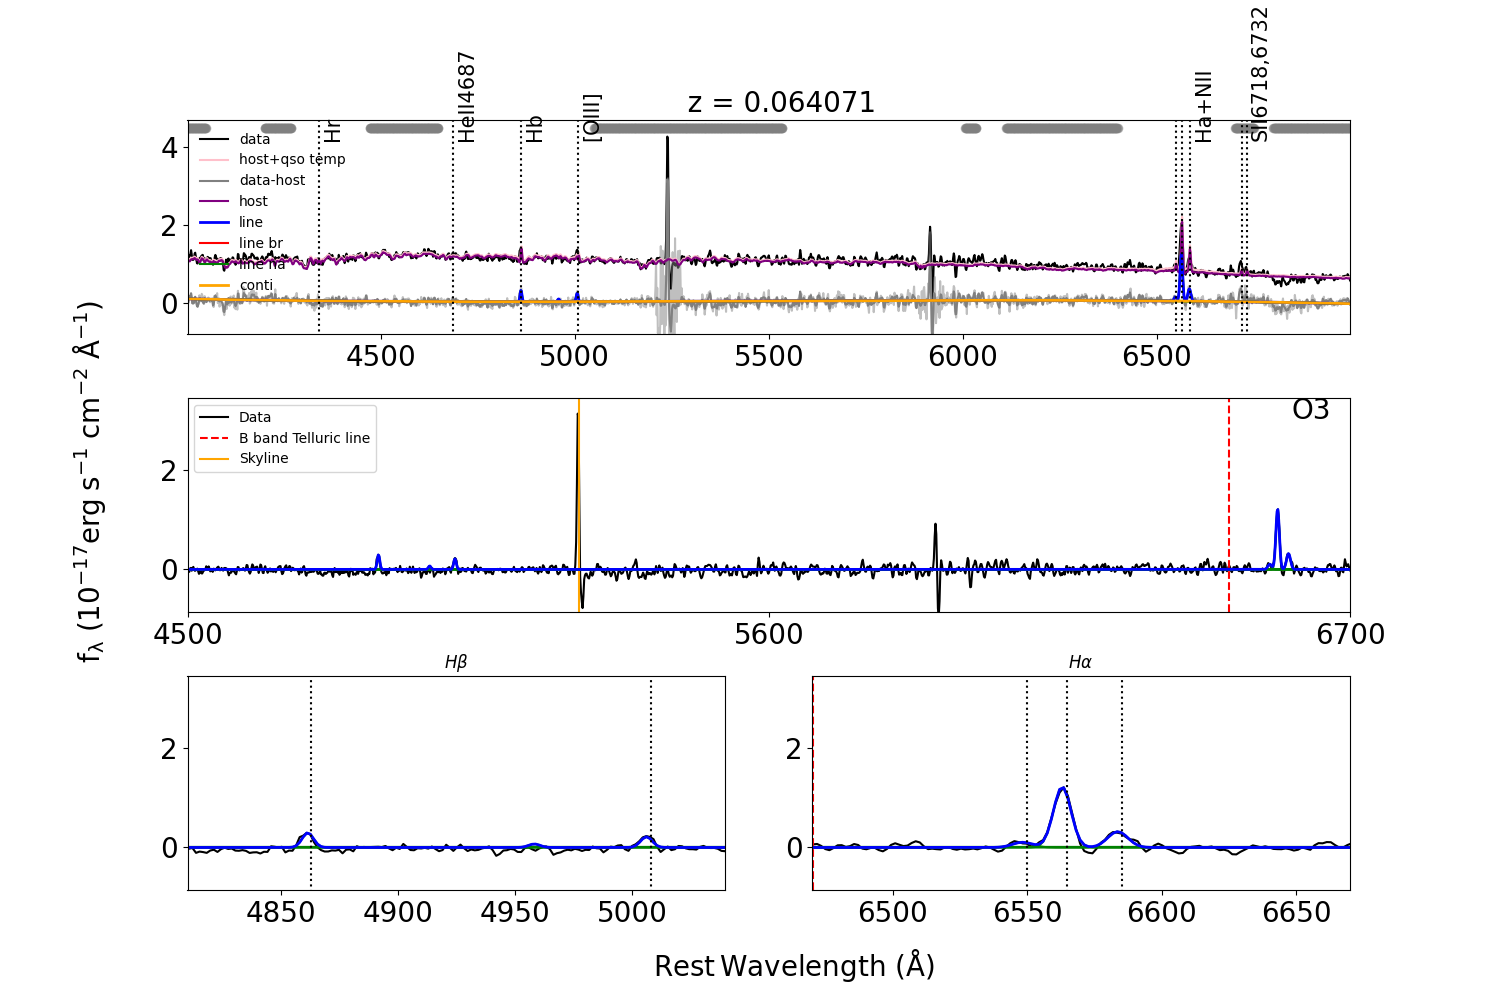 z = 0.064071
Hr
HeII4687
Hb
[OIII]
Ha+NII
SII6718,6732
data
host+qso temp
data-host
host
line
line br
line na
conti
4
2
0
4500
5000
5500
6000
6500
fλ (10−17erg s−1 cm−2 Å−1)
O3
Data
B band Telluric line
Skyline
2
0
4500
5600
6700
Hβ
2
0
4850
4900
4950
5000
Hα
2
0
6500
6550
6600
6650
Rest Wavelength (Å)